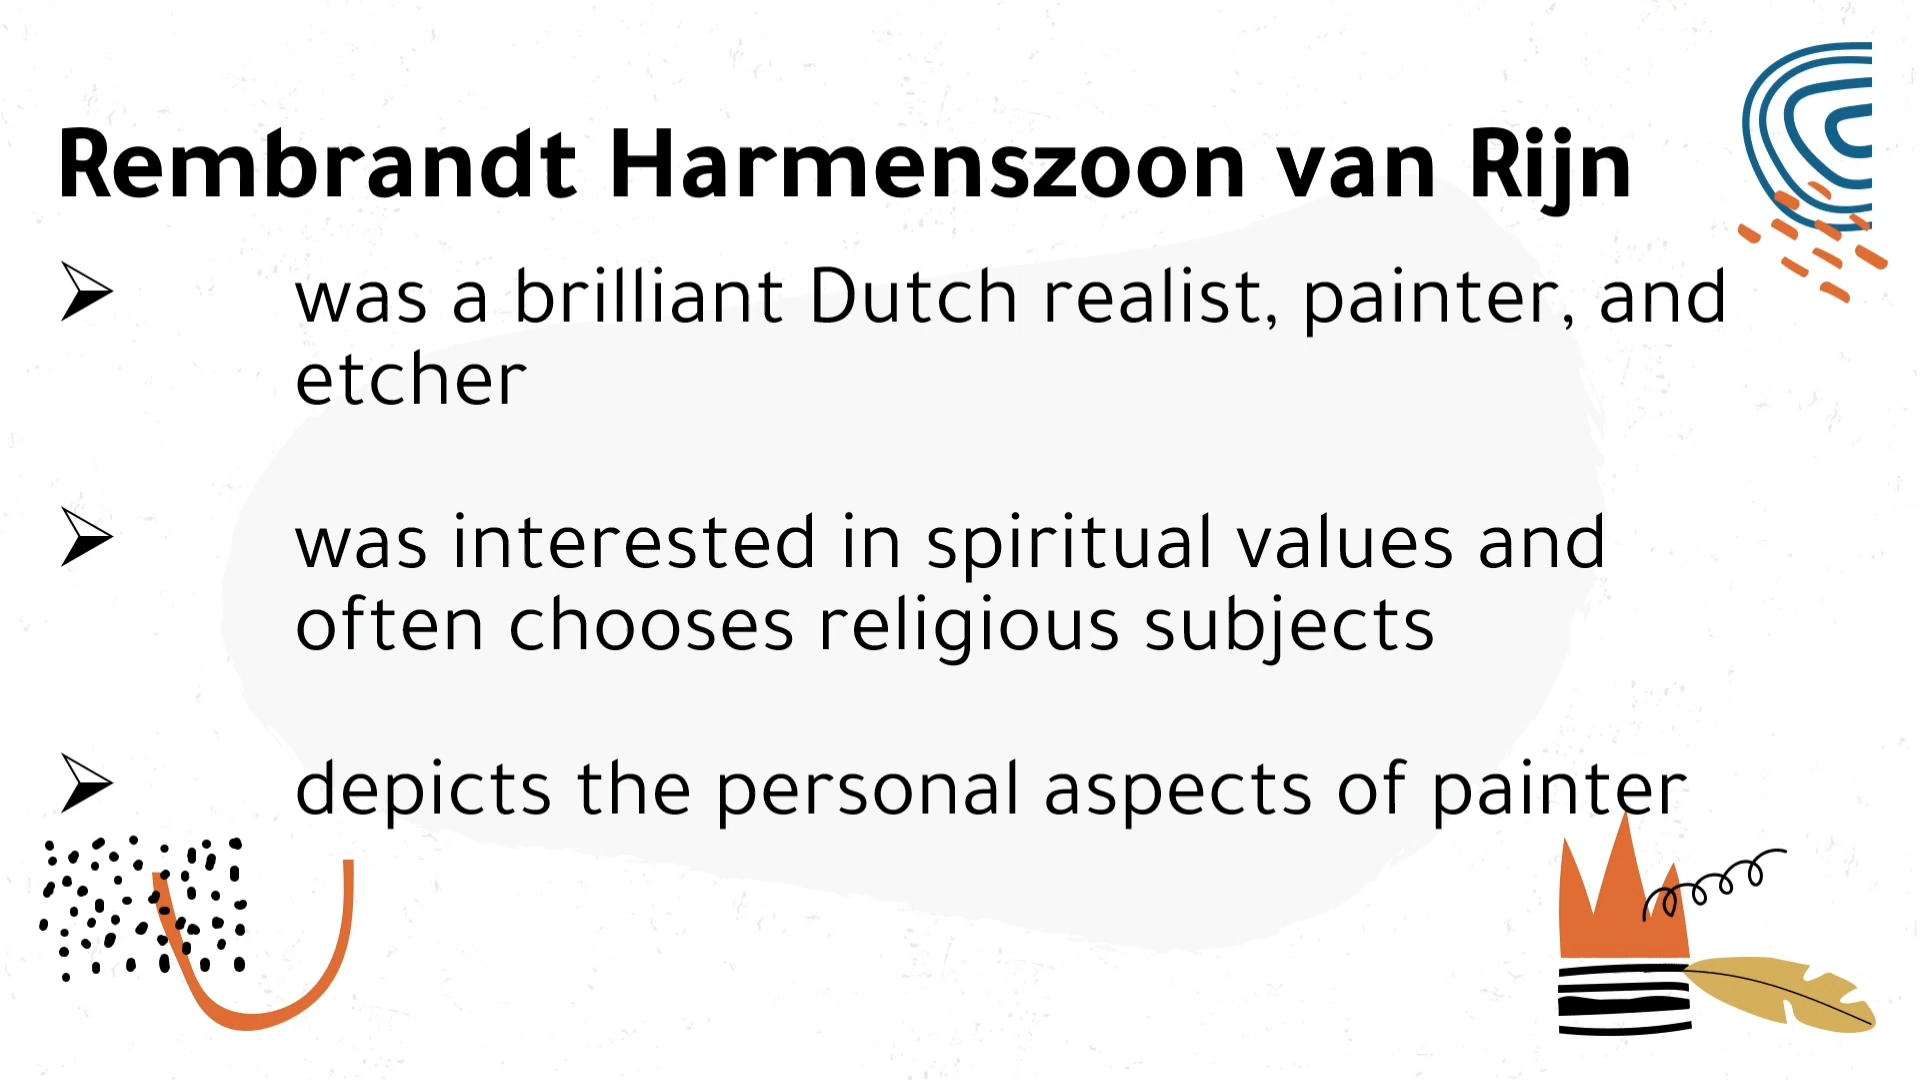 Rembrandt Harmenszoon van Rijn
➢ was a brilliant Dutch realist, painter, and
etcher
➢ was interested in spiritual values and
often chooses religious subjects
➢ depicts the personal aspects of painter